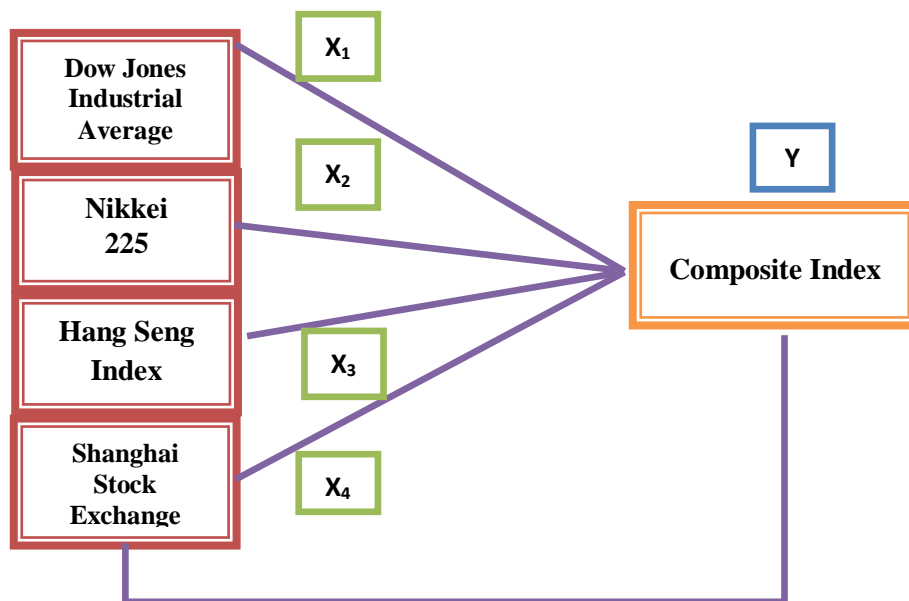 Dow Jones
Industrial
Average
X₁
Nikkei
225
X₂
Hang Seng
Index
X₃
Shanghai
Stock
Exchange
X₄
Y
Composite Index